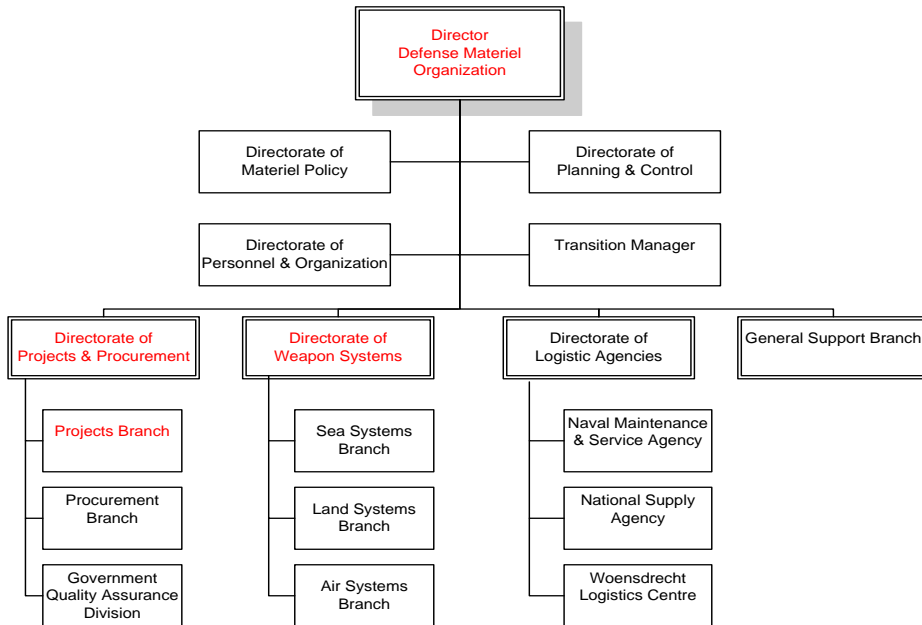 Director
Defense Materiel
Organization
Directorate of
Materiel Policy
Directorate of
Planning & Control
Directorate of
Personnel & Organization
Transition Manager
Directorate of
Projects & Procurement
Directorate of
Weapon Systems
Directorate of
Logistic Agencies
General Support Branch
Projects Branch
Sea Systems
Branch
Naval Maintenance
& Service Agency
Procurement
Branch
Land Systems
Branch
National Supply
Agency
Government
Quality Assurance
Division
Air Systems
Branch
Woensdrecht
Logistics Centre